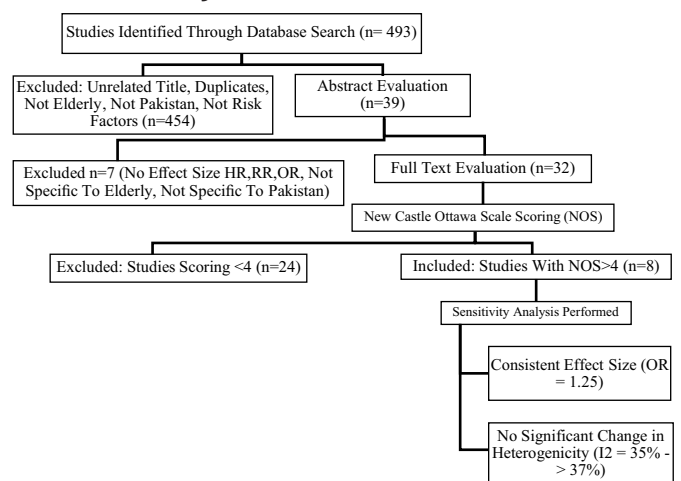 Studies Identified Through Database Search (n= 493)
Excluded: Unrelated Title, Duplicates,
Not Elderly, Not Pakistan, Not Risk
Factors (n=454)
Abstract Evaluation
(n=39)
Excluded n=7 (No Effect Size HR,RR,OR, Not
Specific To Elderly, Not Specific To Pakistan)
Full Text Evaluation (n=32)
New Castle Ottawa Scale Scoring (NOS)
Excluded: Studies Scoring <4 (n=24)
Included: Studies With NOS>4 (n=8)
Sensitivity Analysis Performed
Consistent Effect Size (OR
= 1.25)
No Significant Change in
Heterogenicity (I2 = 35% -
> 37%)